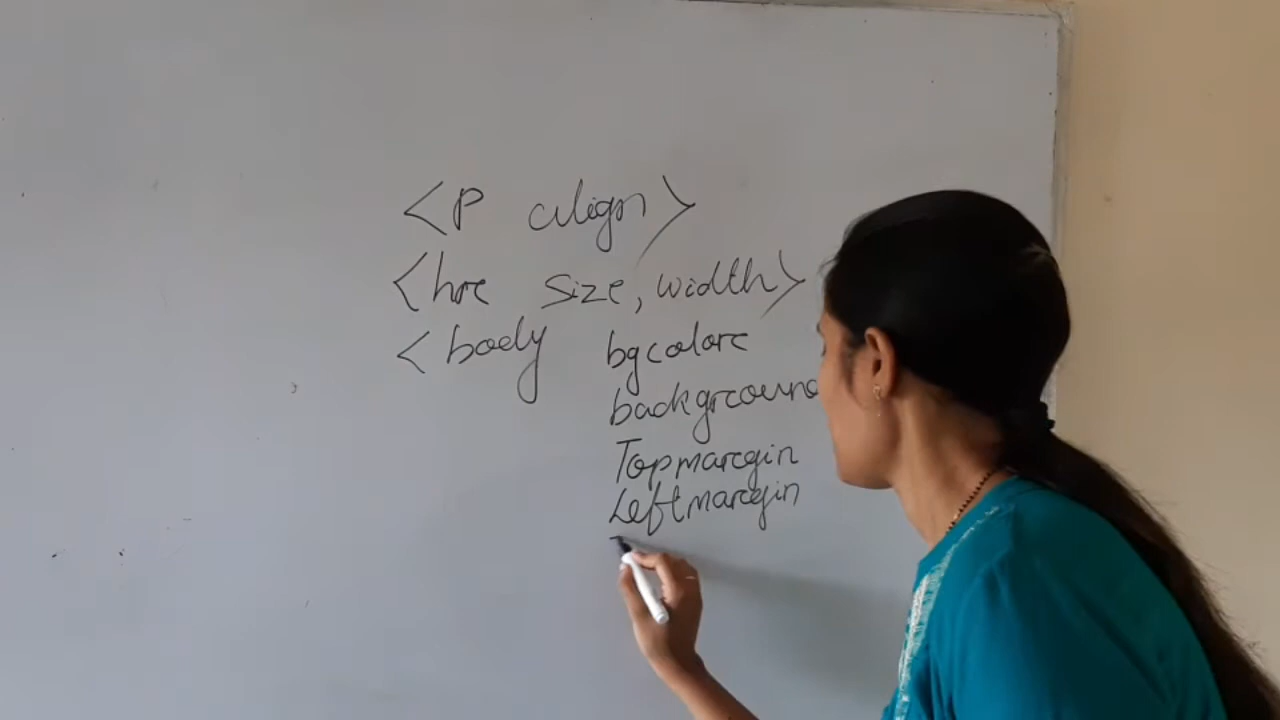 <P align>
<hr size, width>
<body bgcolor
background
Topmargin
Leftmargin